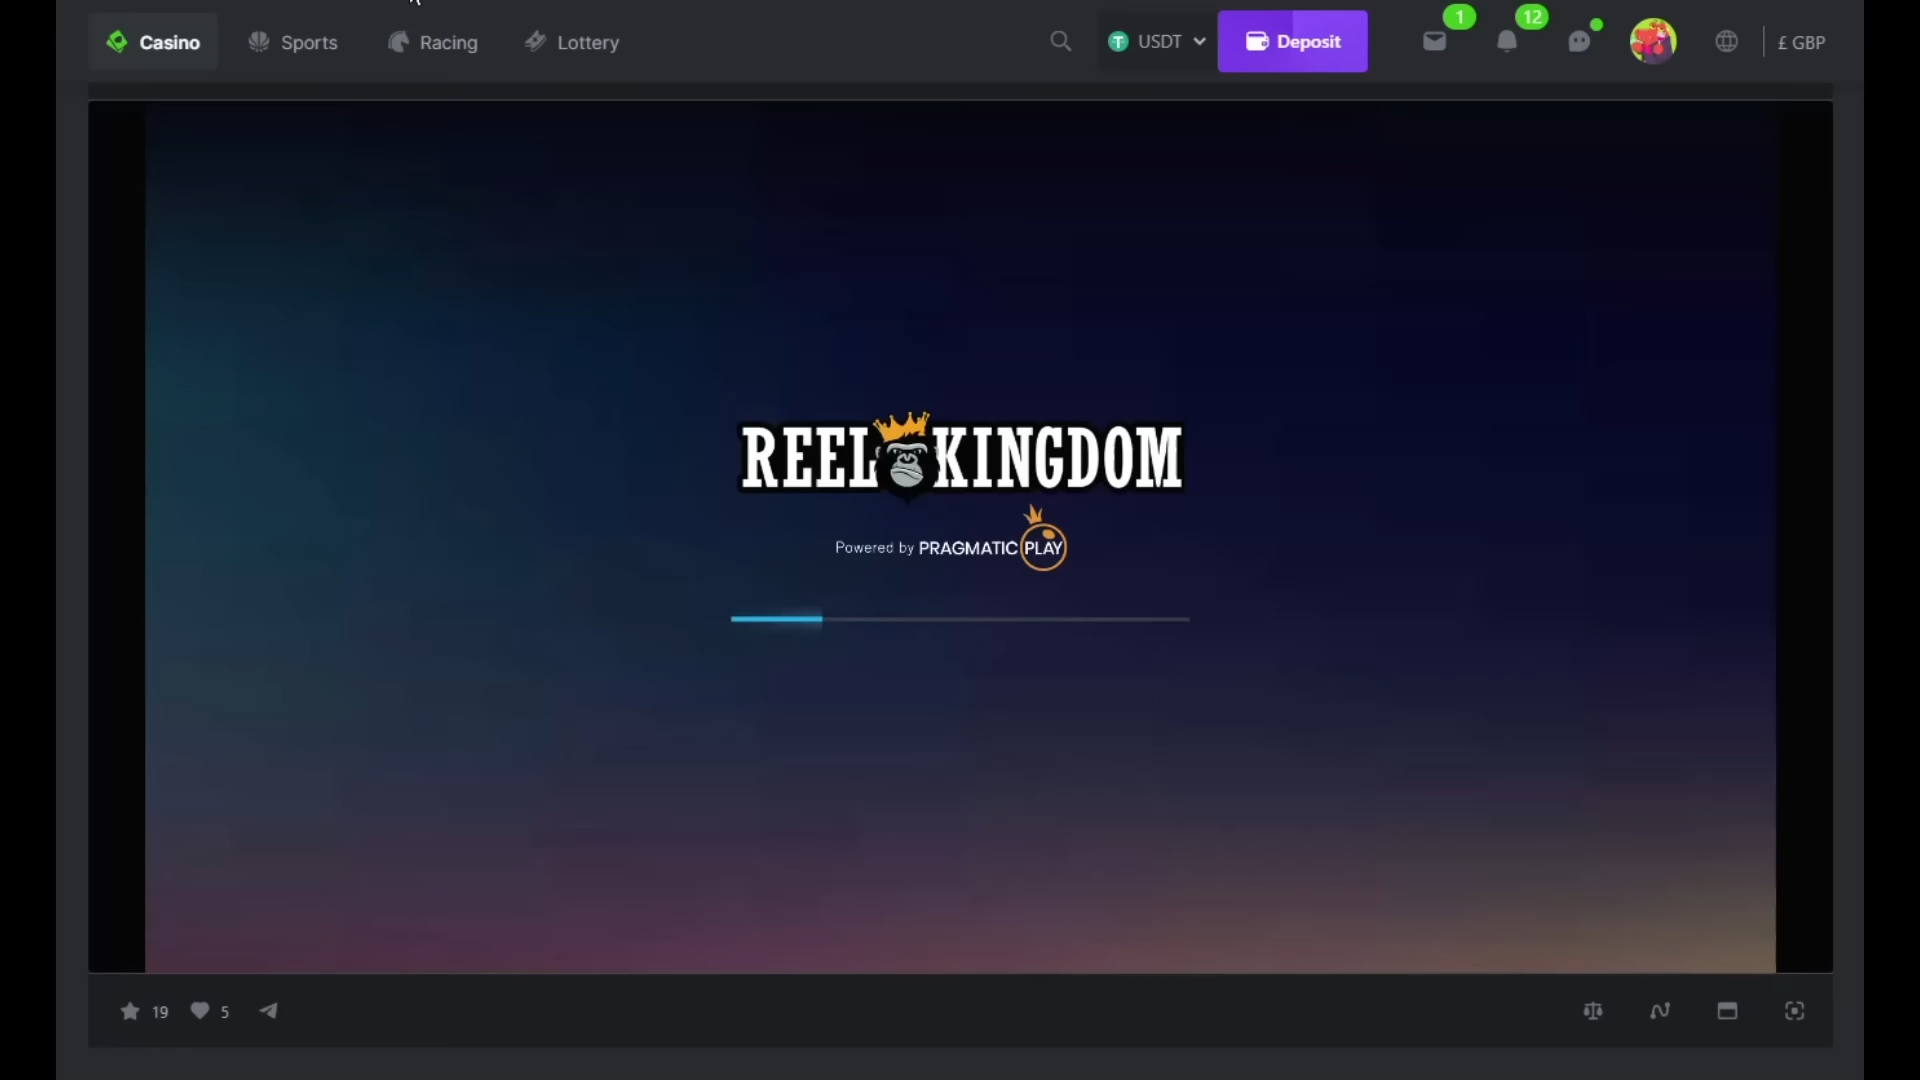 Casino
Sports
Racing
Lottery
USDT
Deposit
1
12
£ GBP
REEL KINGDOM
Powered by PRAGMATIC PLAY
19
5